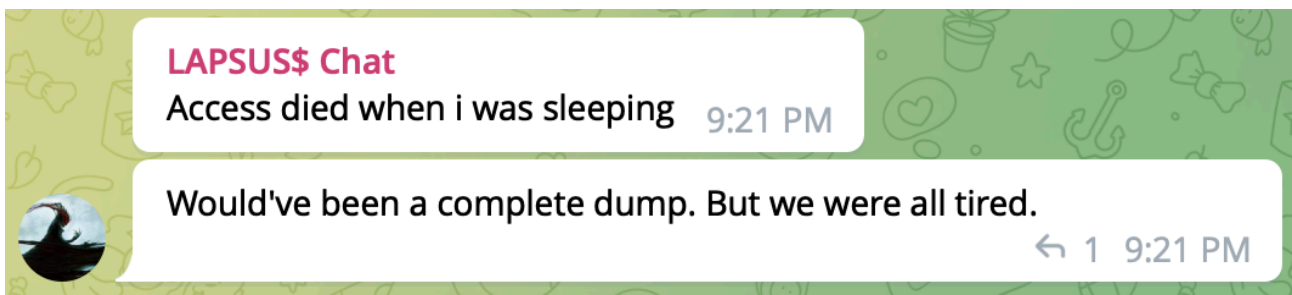 LAPSUS$ Chat
Access died when i was sleeping 9:21 PM
Would've been a complete dump. But we were all tired.
1 9:21 PM